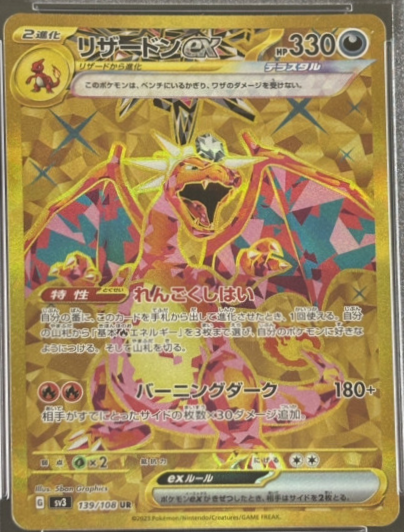 2進化
リザードンex
HP330
リザードから進化
テラスタル
このポケモンは、ベンチにいるかぎり、ワザのダメージを受けない。
特性 れんごくしはい
自分の番に、このカードを手札から出して進化させたとき、1回使える。自分
の山札から「基本エネルギー」を3枚まで選び、自分のポケモンに好きな
ようにつける。そして山札を切る。
バーニングダーク 180+
相手がすでにとったサイドの枚数×30ダメージ追加。
弱点 ×2 抵抗力 にげる
Illus. 5ban Graphics
exルール
G sv3 139/108 UR
ポケモンexがきぜつしたとき、相手はサイドを2枚とる。
©2023 Pokémon/Nintendo/Creatures/GAME FREAK.